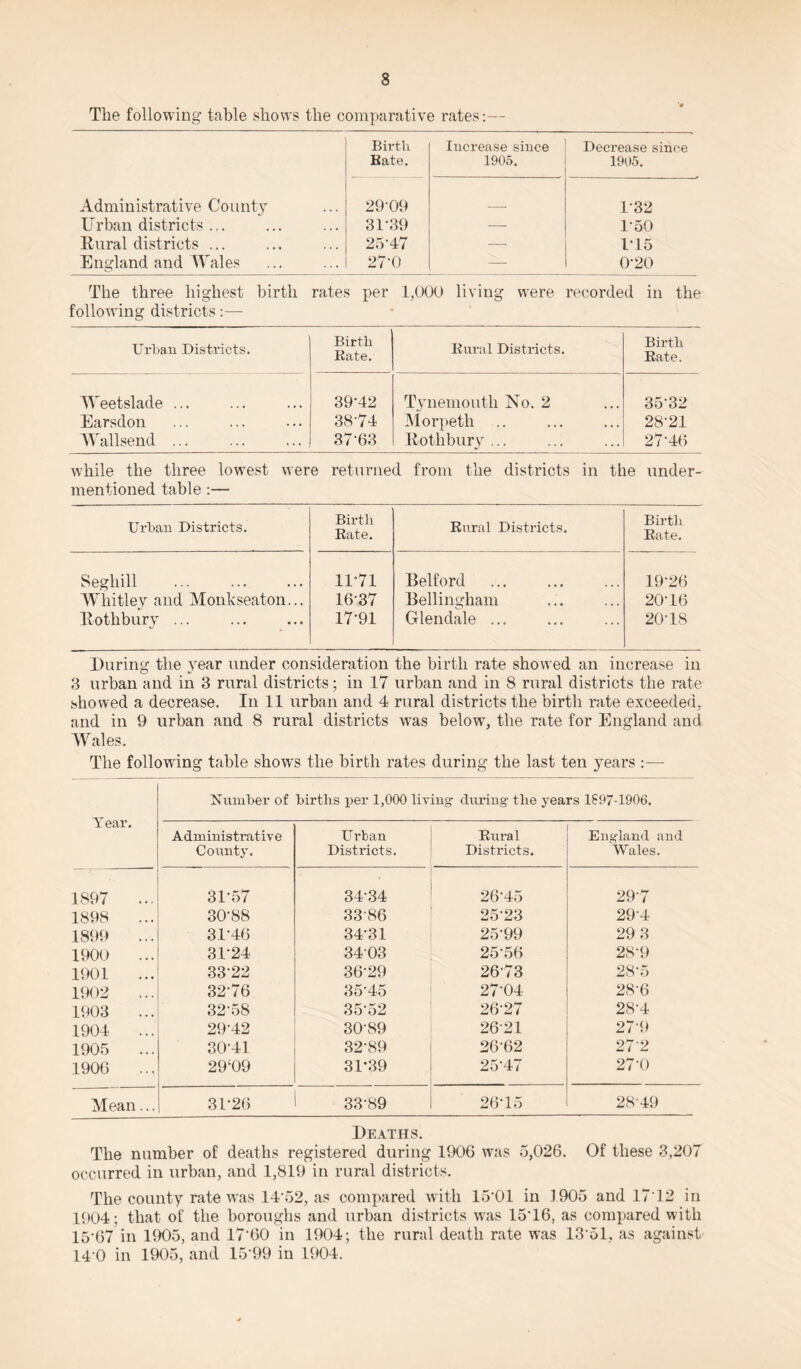 8
The following table shows the comparative rates:—
Birth Rate. Increase since 1905. Decrease since 1905.
Administrative County ... 29·09 — 1·32
Urban districts ... ... ... 31·39 — 1·50
Rural districts ... ... ... 25·47 — 1·15
England and Wales ... ... 27·0 — 0·20
The three highest birth rates per 1,000 living were recorded in the
following districts:—
Urban Districts. Birth Rate. Rural Districts. Birth Rate.
Weetslade ... ... ... 39·42 Tynemouth No. 2 ... 35·32
Earsdon ... ... ... 38·74 Morpeth .. ... ... 28·21
Wallsend ... ... ... 37·63 Rothbury ... ... ... 27·46
while the three lowest were returned from the districts in the under-
mentioned table:—
Urban Districts. Birth Rate. Rural Districts. Birth Rate.
Seghill ... ... ... 11·71 Belford ... ... ... 19·26
Whitley and Monkseaton... 16·37 Bellingham ... ... 20·16
Rothbury ... ... ... 17·91 Glendale ... ... ... 20·18
During the year under consideration the birth rate showed an increase in
3 urban and in 3 rural districts; in 17 urban and in 8 rural districts the rate
showed a decrease. In 11 urban and 4 rural districts the birth rate exceeded,
and in 9 urban and 8 rural districts was below, the rate for England and
Wales.
The following table shows the birth rates during the last ten years:—
Year. Number of births per 1,000 living during the years 1897-1906.
Administrative County. Urban Districts. Rural Districts. England and Wales.
1897 ... 31·57 34·34 26·45 29·7
1898 ... 30·88 33·86 25·23 29·4
1899 ... 31·46 34·31 25·99 29·3
1900 ... 31·24 34·03 25·56 28·9
1901 ... 33·22 36·29 26·73 28·5
1902 ... 32·76 35·45 27·04 28·6
1903 ... 32·58 35·52 26·27 28·4
1904 ... 29·42 30·89 26·21 27·9
1905 ... 30·41 32·89 26·62 27·2
1906 ... 29·09 31·39 25·47 27·0
Mean... 31·26 33·89 26·15 28·49
Deaths.
The number of deaths registered during 1906 was 5,026. Of these 3,207
occurred in urban, and 1,819 in rural districts.
The county rate was 14·52, as compared with 15·01 in 1905 and 17·12 in
1904; that of the boroughs and urban districts was 15·16, as compared with
15·67 in 1905, and 17·60 in 1904; the rural death rate was 13·51, as against
14·0 in 1905, and 15·99 in 1904.